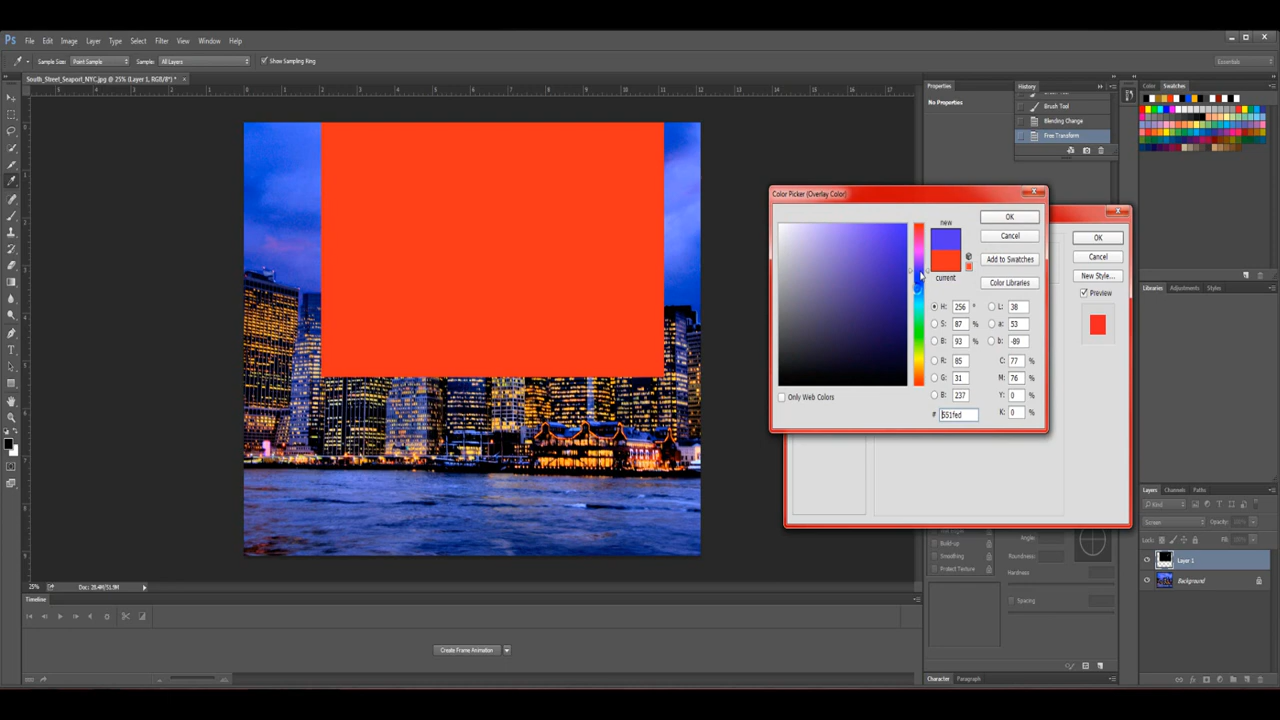 Ps File Edit Image Layer Type Select Filter View Window Help
Sample Size: Point Sample Sample: All Layers Show Sampling Ring Essentials
South_Street_Seaport_NYC.jpg @ 25% (Layer 1, RGB/8*) * ×
Properties
No Properties
History
Brush Tool
Blending Change
Free Transform
Color Swatches
Color Picker (Overlay Color)
new
current
OK
Cancel
Add to Swatches
Color Libraries
H: 256 ° L: 38
S: 87 % a: 53
B: 93 % b: -89
R: 85 C: 77 %
G: 31 M: 76 %
B: 237 Y: 0 %
# 551fed K: 0 %
Only Web Colors
OK
Cancel
New Style...
Preview
Libraries Adjustments Styles
Build-up
Smoothing
Protect Texture
Angle:
Roundness:
Hardness
Spacing
Layers Channels Paths
Kind
Screen Opacity:
Lock: Fill:
Layer 1
Background
25% Doc: 28.4M/51.9M
Timeline
Create Frame Animation
Character Paragraph